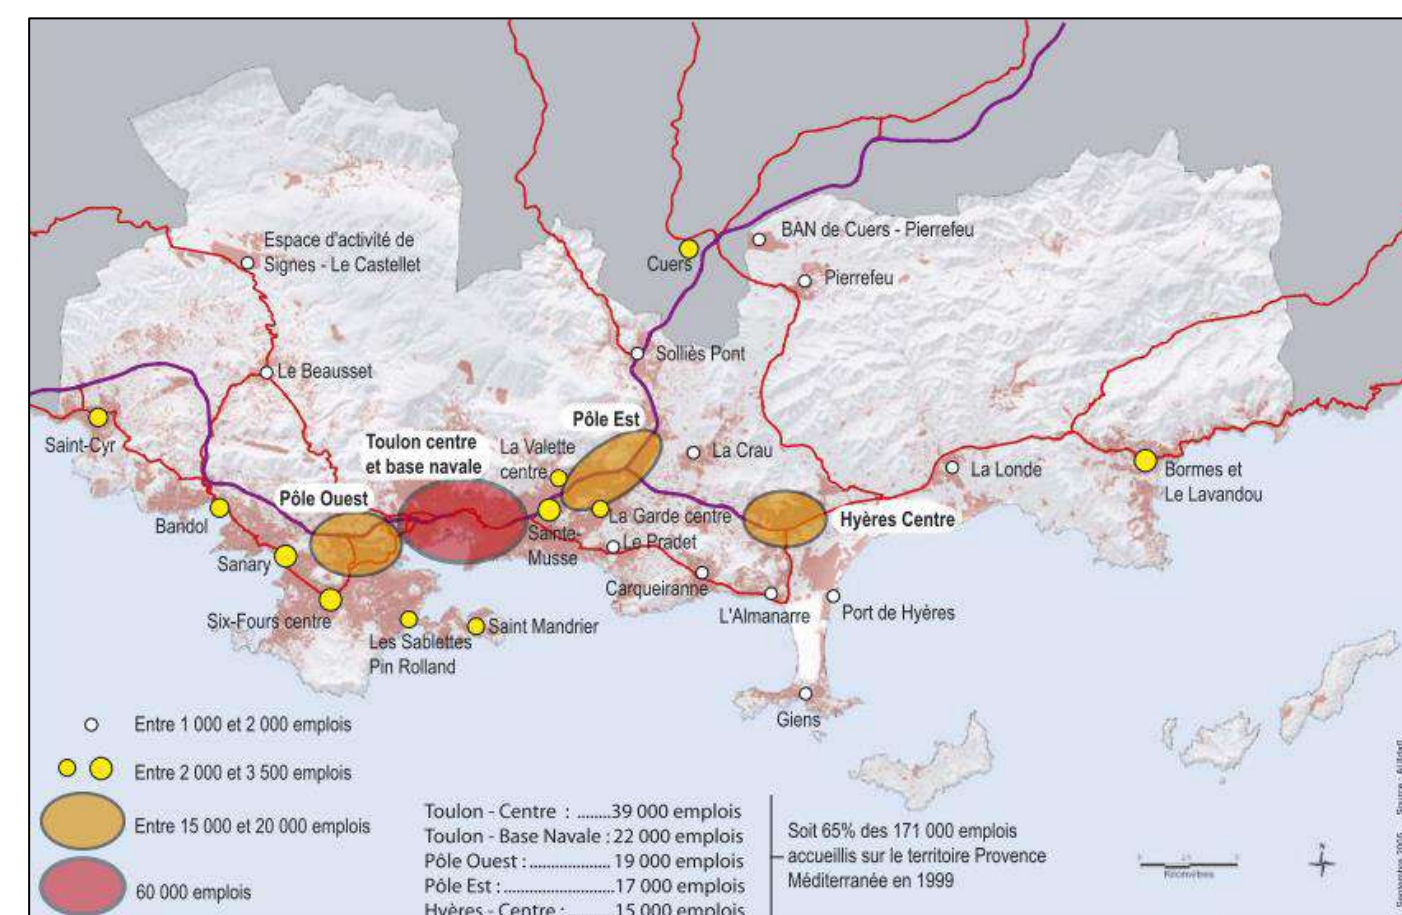 Espace d'activité de
Signes - Le Castellet
BAN de Cuers - Pierrefeu
Cuers
Pierrefeu
Solliès Pont
Le Beausset
Pôle Est
Saint-Cyr
Toulon centre
et base navale
La Valette
centre
La Crau
La Londe
Bormes et
Le Lavandou
Pôle Ouest
Bandol
La Garde centre
Hyères Centre
Sainte-
Musse
Le Pradet
Sanary
Carqueiranne
L'Almanarre
Port de Hyères
Six-Fours centre
Les Sablettes
Pin Rolland
Saint Mandrier
Giens
Entre 1 000 et 2 000 emplois
Entre 2 000 et 3 500 emplois
Entre 15 000 et 20 000 emplois
60 000 emplois
Toulon - Centre : ........39 000 emplois
Toulon - Base Navale : 22 000 emplois
Pôle Ouest : .................... 19 000 emplois
Pôle Est : ...........................17 000 emplois
Hyères - Centre : ............15 000 emplois
Soit 65% des 171 000 emplois
accueillis sur le territoire Provence
Méditerranée en 1999
Kilomètres